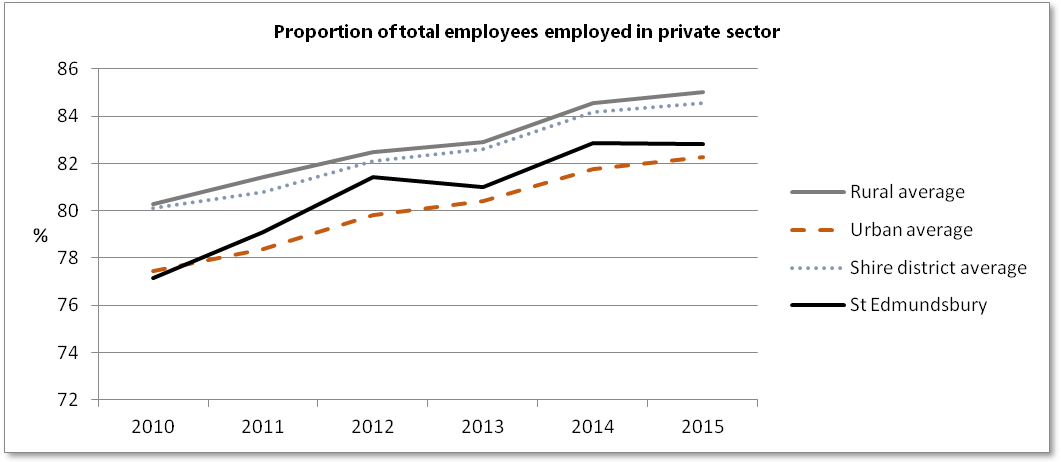 Proportion of total employees employed in private sector
86
84
82
80
78
76
74
72
%
2010 2011 2012 2013 2014 2015
Rural average
Urban average
Shire district average
St Edmundsbury